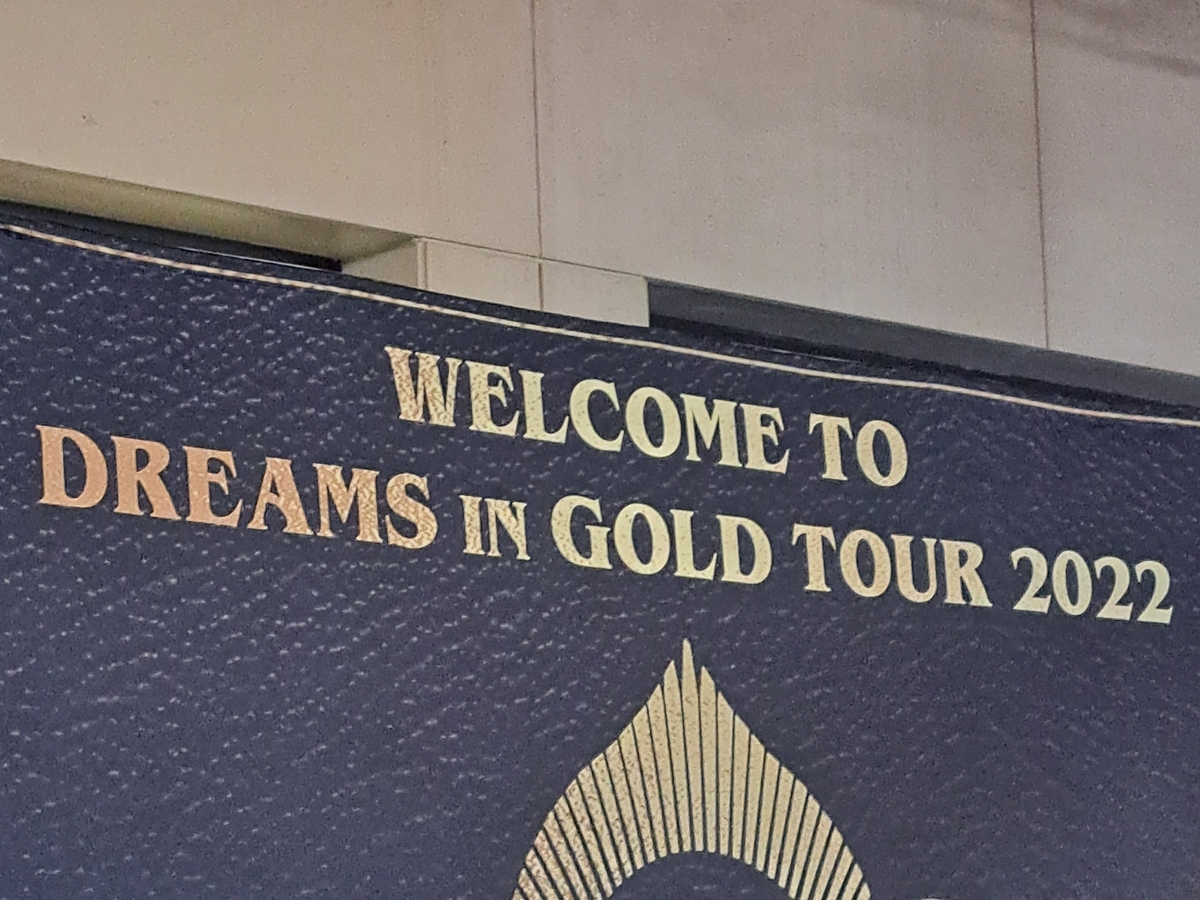 WELCOME TO
DREAMS IN GOLD TOUR 2022